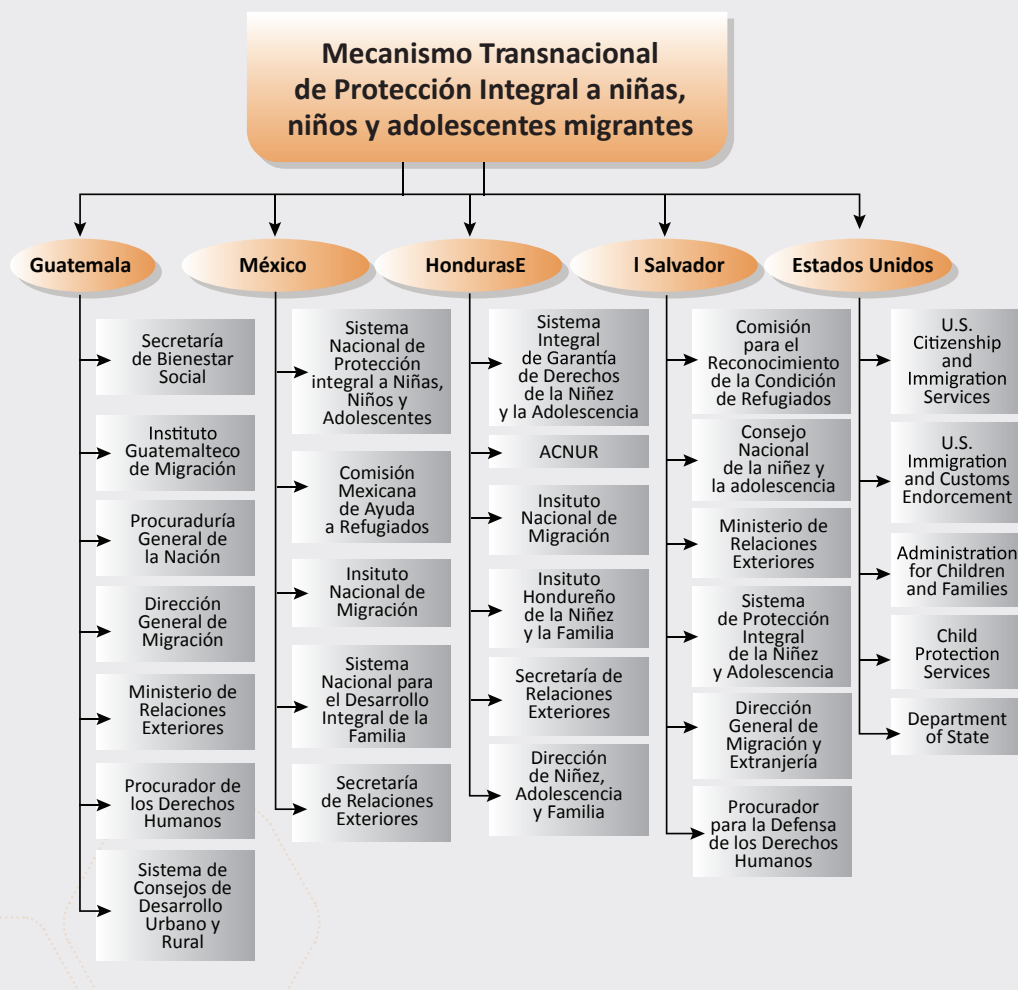 Mecanismo Transnacional
de Protección Integral a niñas,
niños y adolescentes migrantes
Guatemala
Secretaría
de Bienestar
Social
Instituto
Guatemalteco
de Migración
Procuraduría
General de
la Nación
Dirección
General de
Migración
Ministerio de
Relaciones
Exteriores
Procurador de
los Derechos
Humanos
Sistema de
Consejos de
Desarrollo
Urbano y
Rural
México
Sistema
Nacional de
Protección
integral a Niñas,
Niños y
Adolescentes
Comisión
Mexicana
de Ayuda
a Refugiados
Insituto
Nacional de
Migración
Sistema
Nacional para
el Desarrollo
Integral de la
Familia
Secretaría
de Relaciones
Exteriores
HondurasE
Sistema
Integral
de Garantía
de Derechos
de la Niñez
y la Adolescencia
ACNUR
Insituto
Nacional de
Migración
Insituto
Hondureño
de la Niñez
y la Familia
Secretaría de
Relaciones
Exteriores
Dirección
de Niñez,
Adolescencia
y Familia
l Salvador
Comisión
para el
Reconocimiento
de la Condición
de Refugiados
Consejo
Nacional
de la niñez y
la adolescencia
Ministerio de
Relaciones
Exteriores
Sistema
de Protección
Integral
de la Niñez
y Adolescencia
Dirección
General de
Migración y
Extranjería
Procurador
para la Defensa
de los Derechos
Humanos
Estados Unidos
U.S.
Citizenship
and
Immigration
Services
U.S.
Immigration
and Customs
Endorcement
Administration
for Children
and Families
Child
Protection
Services
Department
of State